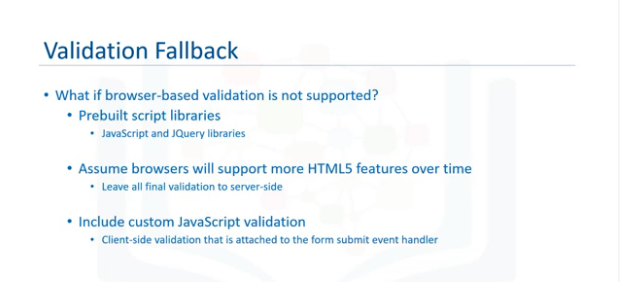 Validation Fallback
• What if browser-based validation is not supported?
• Prebuilt script libraries
• JavaScript and JQuery libraries
• Assume browsers will support more HTML5 features over time
• Leave all final validation to server-side
• Include custom JavaScript validation
• Client-side validation that is attached to the form submit event handler